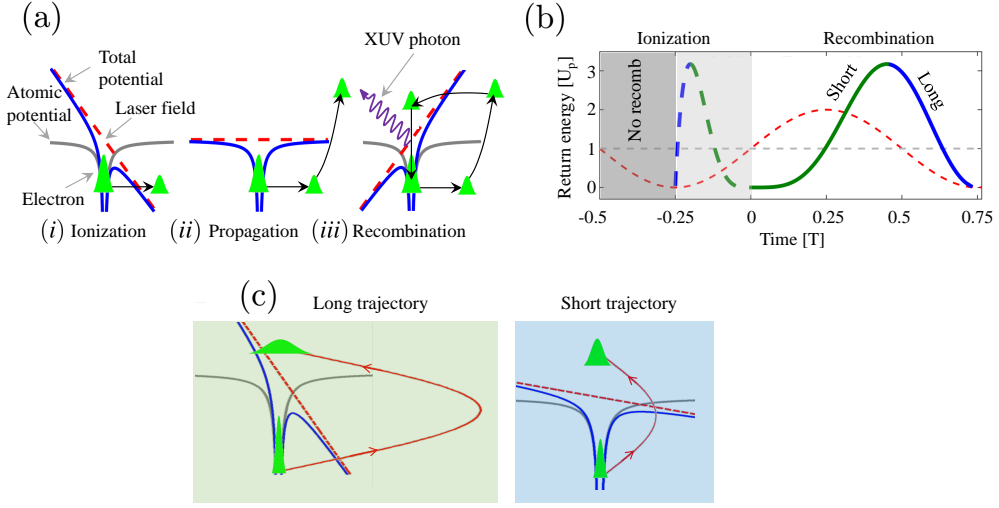 (a)
XUV photon
Total
potential
Atomic
potential
Laser field
Electron
(i) Ionization
(ii) Propagation
(iii) Recombination
(b)
Ionization
Recombination
Return energy [Up]
3
2
1
0
No recomb
Short
Long
-0.5
-0.25
0
0.25
0.5
0.75
Time [T]
(c)
Long trajectory
Short trajectory